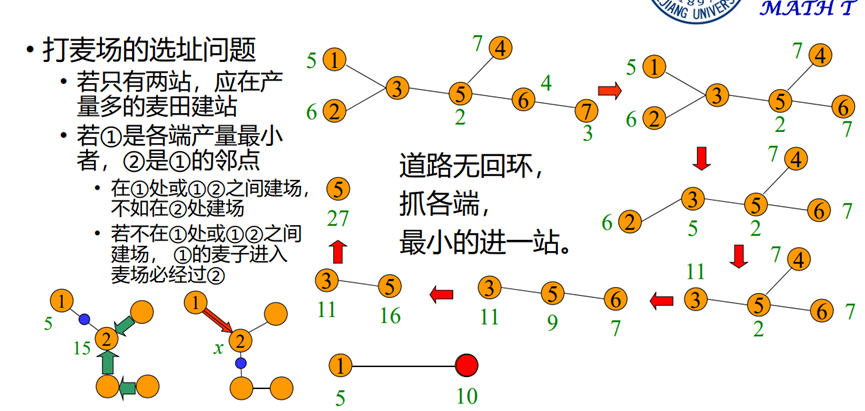 1897
JIANG UNIVERS
MATH T
• 打麦场的选址问题
• 若只有两站，应在产
量多的麦田建站
• 若①是各端产量最小
者，②是①的邻点
• 在①处或①②之间建场，
不如在②处建场
• 若不在①处或①②之间
建场， ①的麦子进入
麦场必经过②
道路无回环，
抓各端，
最小的进一站。
5 1
6 2
3
7 4
5
2
6 4
7
3
5 1
6 2
3
7 4
5
2
6
7
6 2
3
5
7 4
5
2
6 7
11
3
7 4
5
2
6 7
3 5 6
11 9 7
3 5
11 16
5
27
1
5
2
15
1
2
x
1
5
10